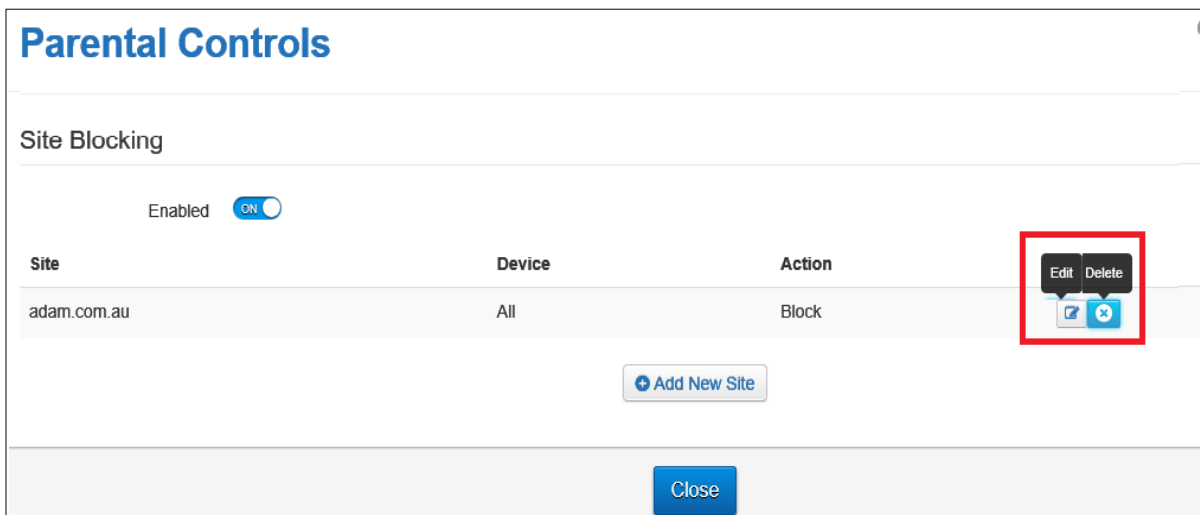 Parental Controls
Site Blocking
Enabled ON
Site Device Action
Edit Delete
adam.com.au All Block
Add New Site
Close